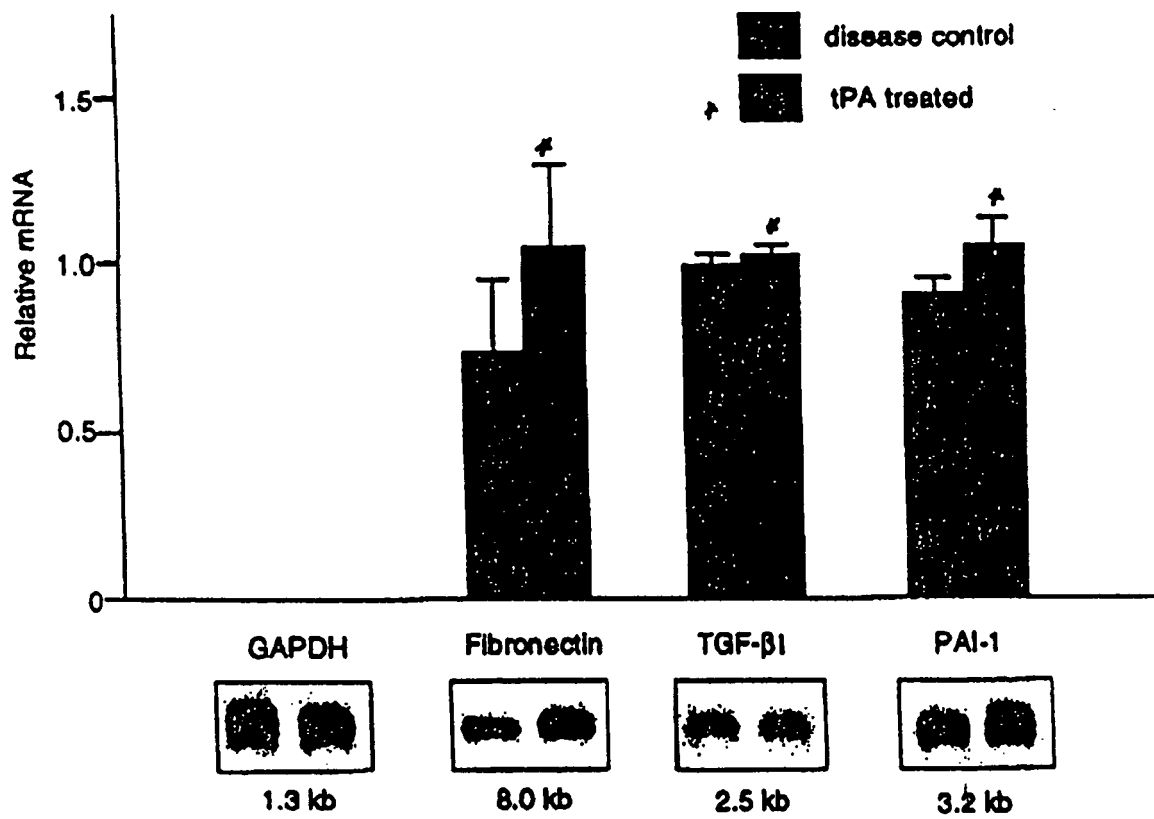 disease control
tPA treated
*
1.5
*
*
*
Relative mRNA
1.0
0.5
0
GAPDH Fibronectin TGF-β1 PAI-1
1.3 kb 8.0 kb 2.5 kb 3.2 kb